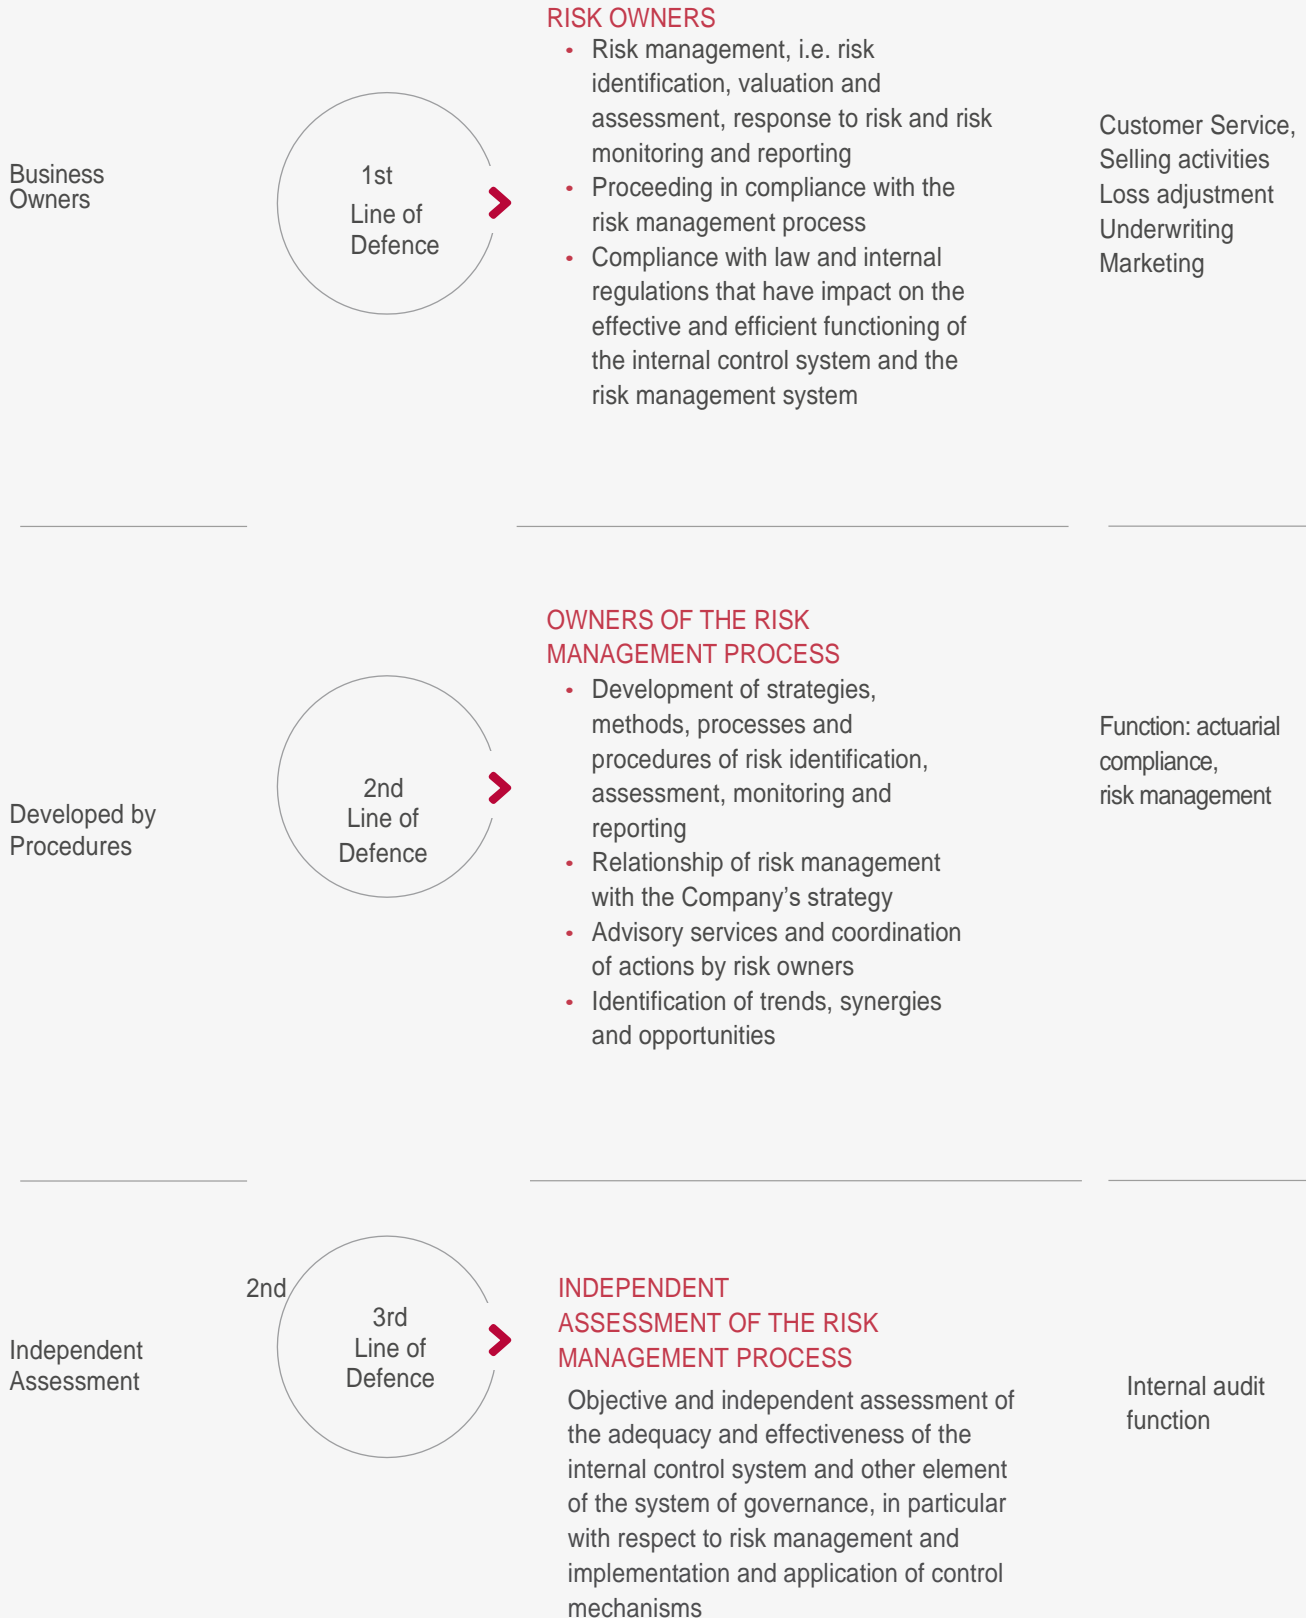 Business
Owners
1st
Line of
Defence
RISK OWNERS
• Risk management, i.e. risk
identification, valuation and
assessment, response to risk and risk
monitoring and reporting
• Proceeding in compliance with the
risk management process
• Compliance with law and internal
regulations that have impact on the
effective and efficient functioning of
the internal control system and the
risk management system
Customer Service,
Selling activities
Loss adjustment
Underwriting
Marketing
Developed by
Procedures
2nd
Line of
Defence
OWNERS OF THE RISK
MANAGEMENT PROCESS
• Development of strategies,
methods, processes and
procedures of risk identification,
assessment, monitoring and
reporting
• Relationship of risk management
with the Company’s strategy
• Advisory services and coordination
of actions by risk owners
• Identification of trends, synergies
and opportunities
Function: actuarial
compliance,
risk management
Independent
Assessment
2nd
3rd
Line of
Defence
INDEPENDENT
ASSESSMENT OF THE RISK
MANAGEMENT PROCESS
Objective and independent assessment of
the adequacy and effectiveness of the
internal control system and other element
of the system of governance, in particular
with respect to risk management and
implementation and application of control
mechanisms
Internal audit
function